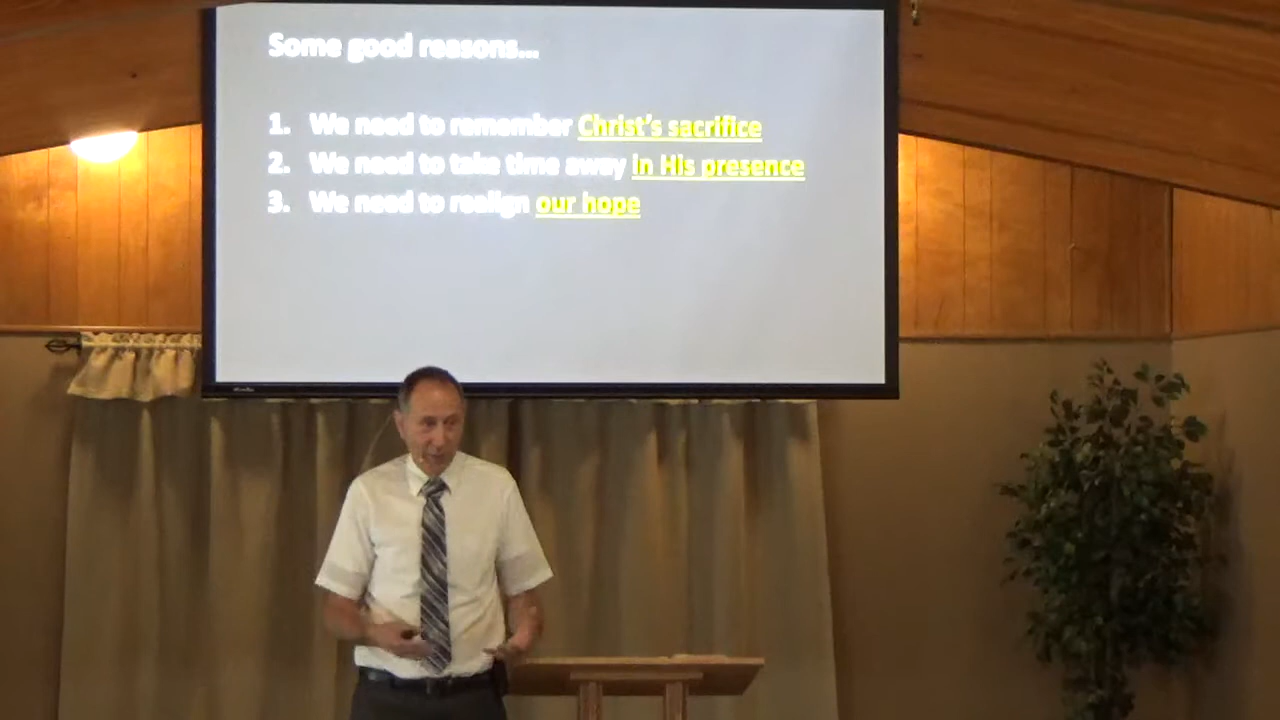 Some good reasons...
1. We need to remember Christ's sacrifice
2. We need to take time away in His presence
3. We need to realign our hope